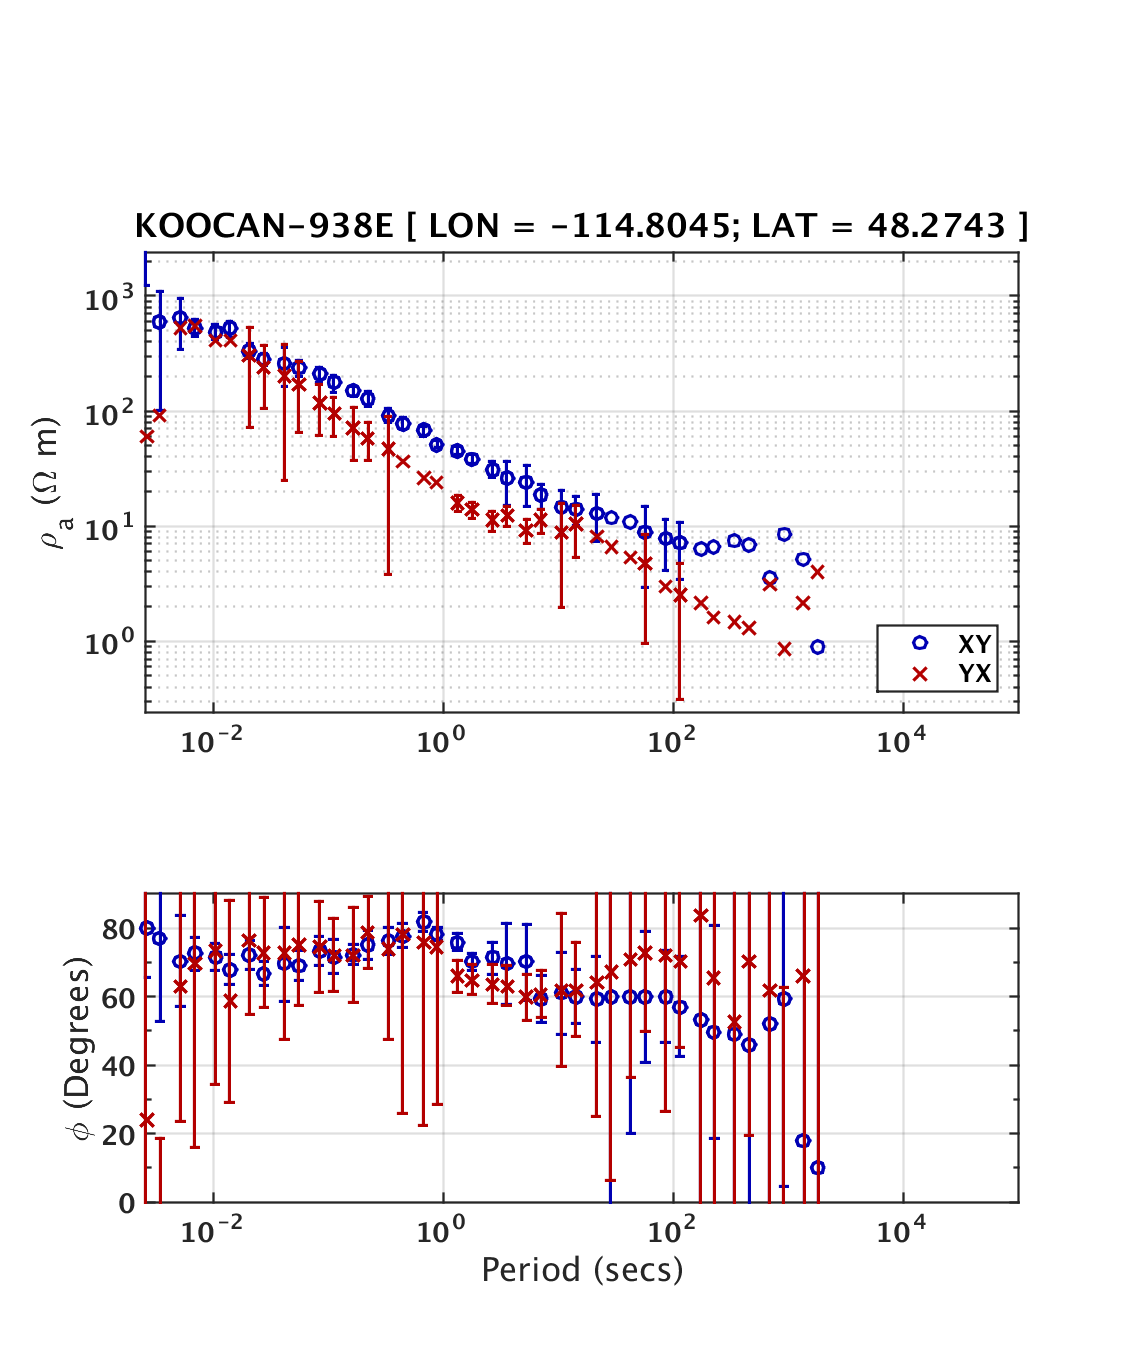 KOOCAN-938E [ LON = -114.8045; LAT = 48.2743 ]
10³
10²
10¹
10⁰
ρₐ (Ω m)
XY
YX
10⁻² 10⁰ 10² 10⁴
80
60
40
20
0
ϕ (Degrees)
10⁻² 10⁰ 10² 10⁴
Period (secs)